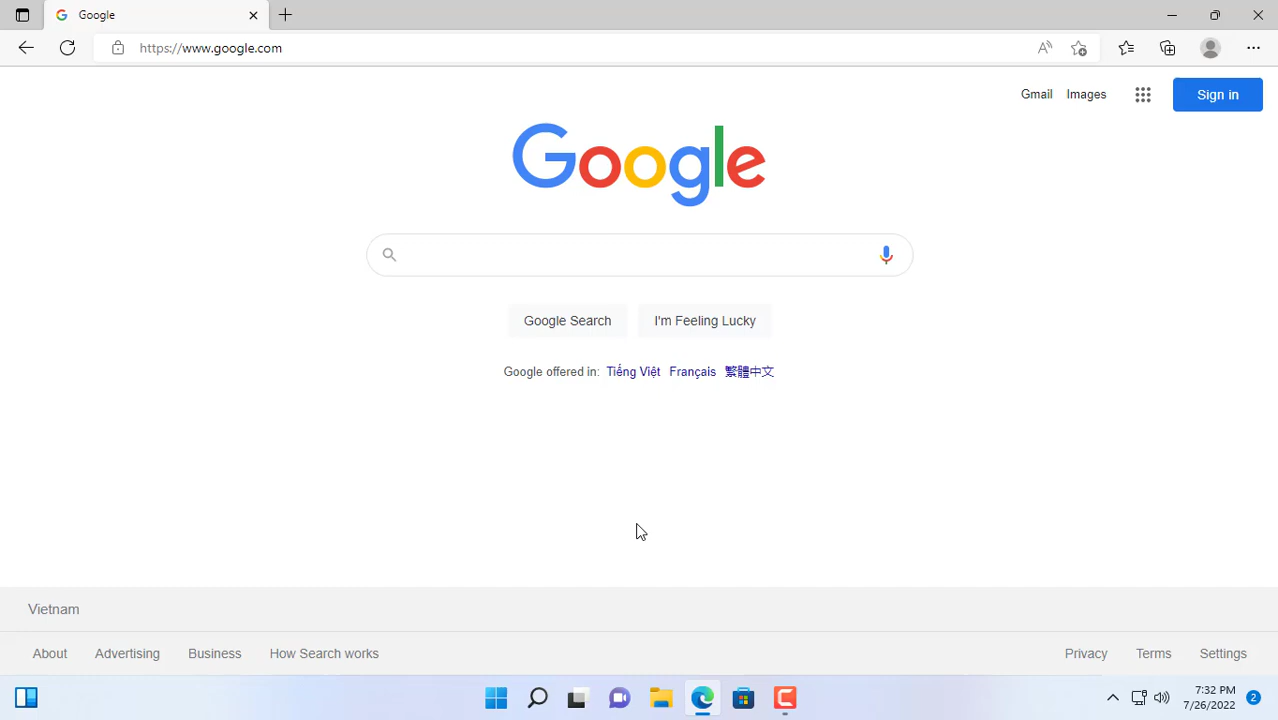 Google
https://www.google.com
Gmail Images Sign in
Google
Google Search I'm Feeling Lucky
Google offered in: Tiếng Việt Français 繁體中文
Vietnam
About Advertising Business How Search works Privacy Terms Settings
7:32 PM
7/26/2022 2